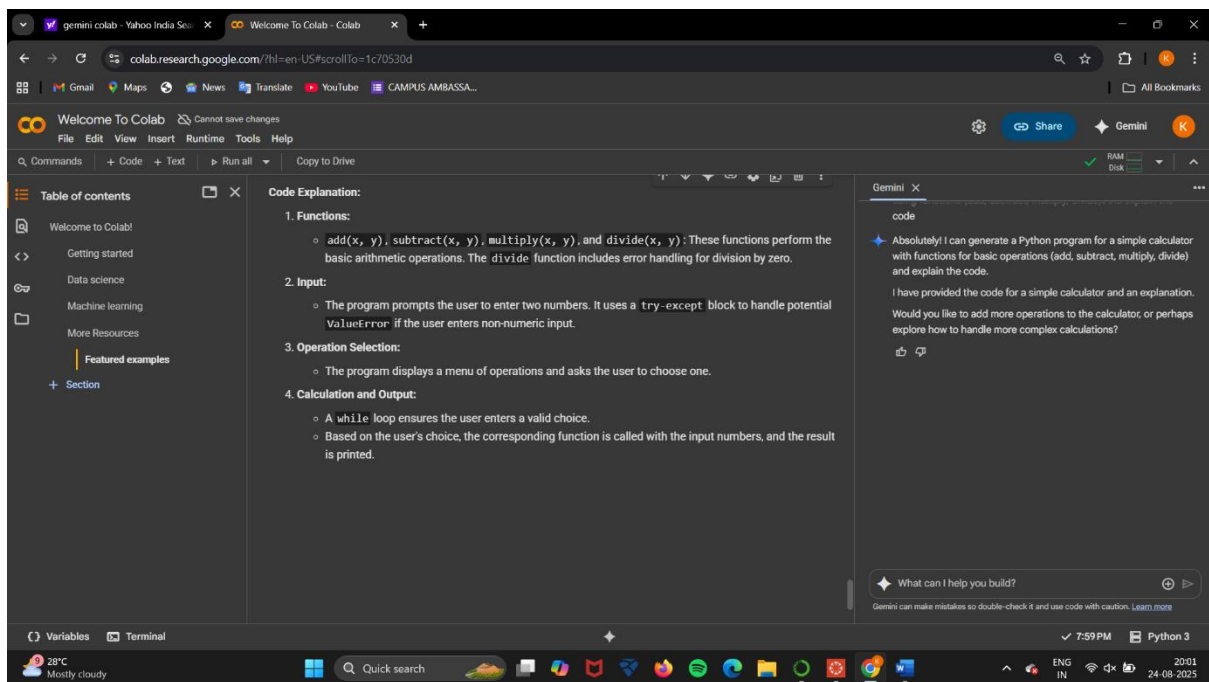 gemini colab - Yahoo India Sea
Welcome To Colab - Colab
colab.research.google.com/?hl=en-US#scrollTo=1c70530d
K
Gmail Maps News Translate YouTube CAMPUS AMBASSA...
All Bookmarks
Welcome To Colab Cannot save changes
File Edit View Insert Runtime Tools Help
Share
Gemini
K
Commands + Code + Text Run all Copy to Drive
RAM
Disk
Table of contents
Welcome to Colab!
Getting started
Data science
Machine learning
More Resources
Featured examples
+ Section
Code Explanation:
1. Functions:
add(x, y), subtract(x, y), multiply(x, y), and divide(x, y): These functions perform the
basic arithmetic operations. The divide function includes error handling for division by zero.
2. Input:
The program prompts the user to enter two numbers. It uses a try-except block to handle potential
ValueError if the user enters non-numeric input.
3. Operation Selection:
The program displays a menu of operations and asks the user to choose one.
4. Calculation and Output:
A while loop ensures the user enters a valid choice.
Based on the user's choice, the corresponding function is called with the input numbers, and the result
is printed.
Gemini
code
Absolutely! I can generate a Python program for a simple calculator
with functions for basic operations (add, subtract, multiply, divide)
and explain the code.
I have provided the code for a simple calculator and an explanation.
Would you like to add more operations to the calculator, or perhaps
explore how to handle more complex calculations?
What can I help you build?
Gemini can make mistakes so double-check it and use code with caution. Learn more
Variables Terminal
7:59 PM Python 3
9
28°C
Mostly cloudy
Quick search
ENG
IN
20:01
24-08-2025